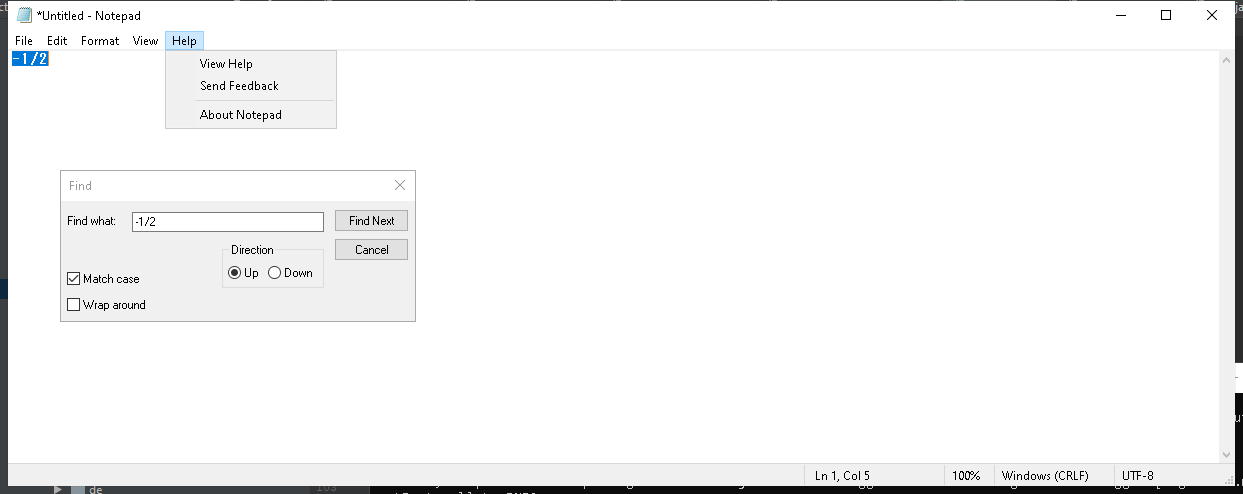 *Untitled - Notepad
File Edit Format View Help
-1/2
View Help
Send Feedback
About Notepad
Find
Find what: -1/2 Find Next
Direction Cancel
Up Down
Match case
Wrap around
Ln 1, Col 5 100% Windows (CRLF) UTF-8
de 103